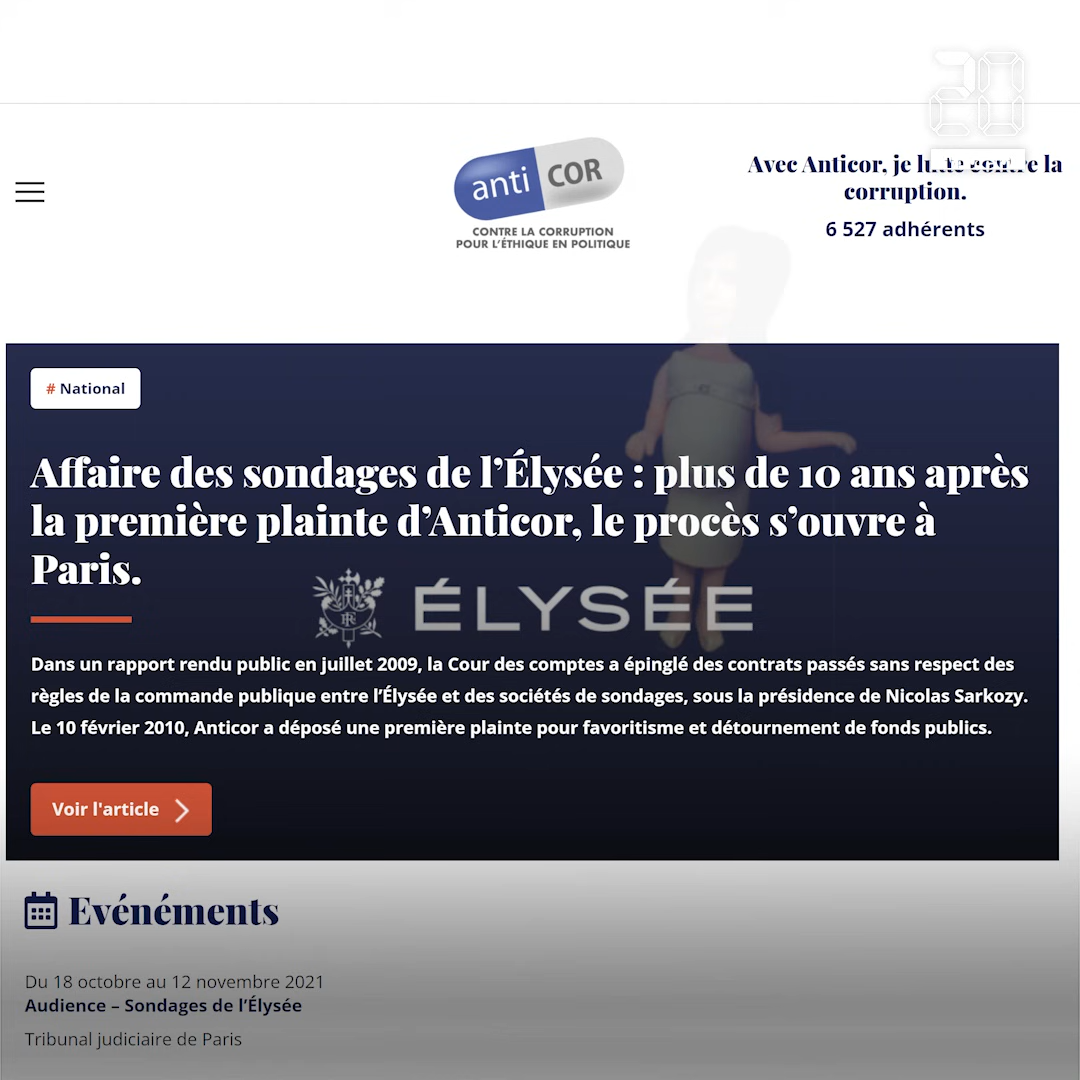 20
anti COR
CONTRE LA CORRUPTION
POUR L'ÉTHIQUE EN POLITIQUE
Avec Anticor, je lutte contre la
corruption.
6 527 adhérents
# National
Affaire des sondages de l’Élysée : plus de 10 ans après
la première plainte d’Anticor, le procès s’ouvre à
Paris.
RF ÉLYSÉE
Dans un rapport rendu public en juillet 2009, la Cour des comptes a épinglé des contrats passés sans respect des
règles de la commande publique entre l’Élysée et des sociétés de sondages, sous la présidence de Nicolas Sarkozy.
Le 10 février 2010, Anticor a déposé une première plainte pour favoritisme et détournement de fonds publics.
Voir l'article
Evénéments
Du 18 octobre au 12 novembre 2021
Audience – Sondages de l’Élysée
Tribunal judiciaire de Paris